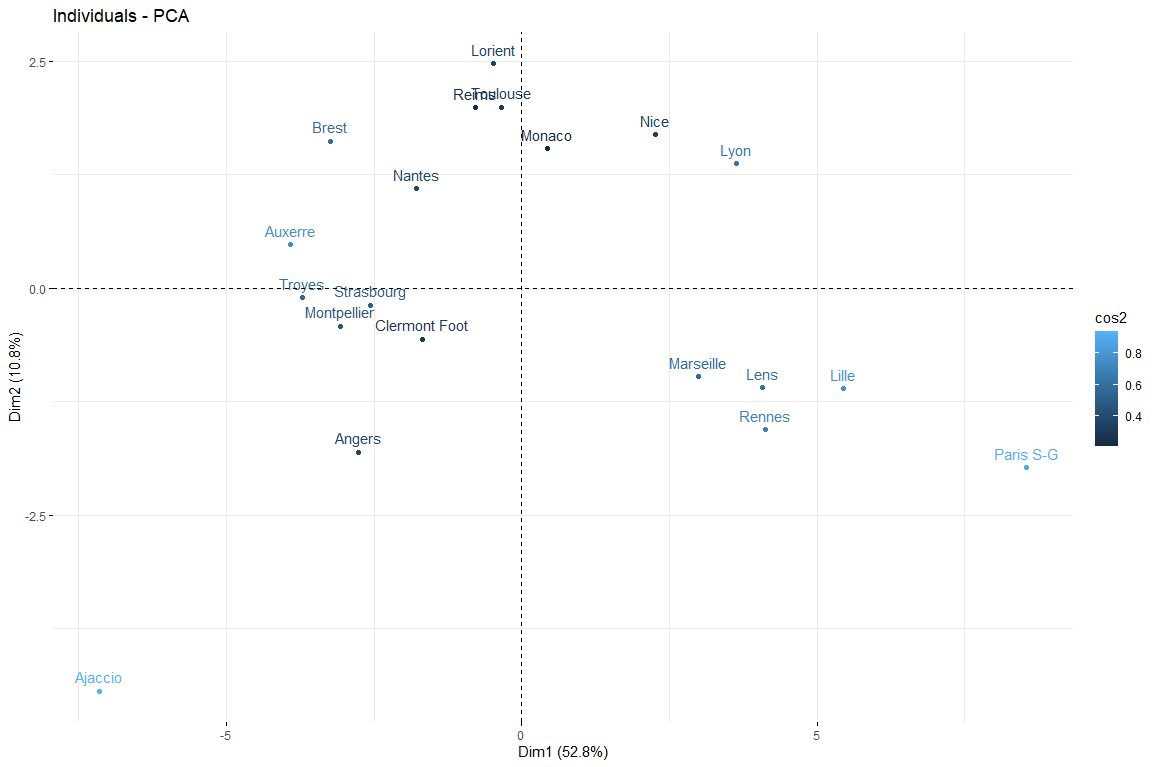 Individuals - PCA
Lorient
2.5
Reims
Toulouse
Brest
Monaco
Nice
Lyon
Nantes
Auxerre
Troyes
0.0
Strasbourg
Montpellier
Clermont Foot
cos2
0.8
0.6
0.4
Dim2 (10.8%)
Marseille
Lens
Lille
Rennes
Angers
Paris S-G
-2.5
Ajaccio
-5
0
5
Dim1 (52.8%)